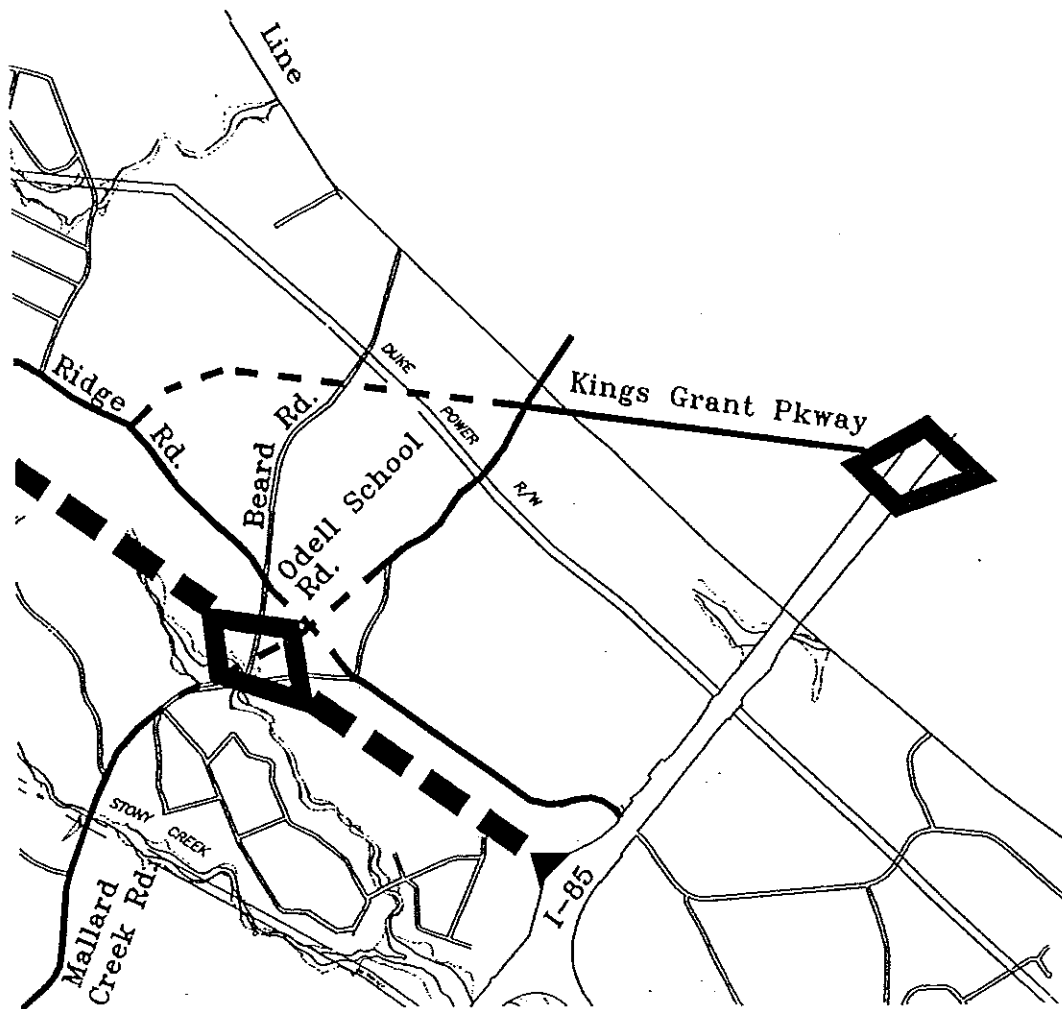 Line
DUKE
POWER
R/W
Kings Grant Pkway
Ridge
Rd.
Beard Rd.
Odell School
Rd.
STONY CREEK
Mallard
Creek Rd.
I-85